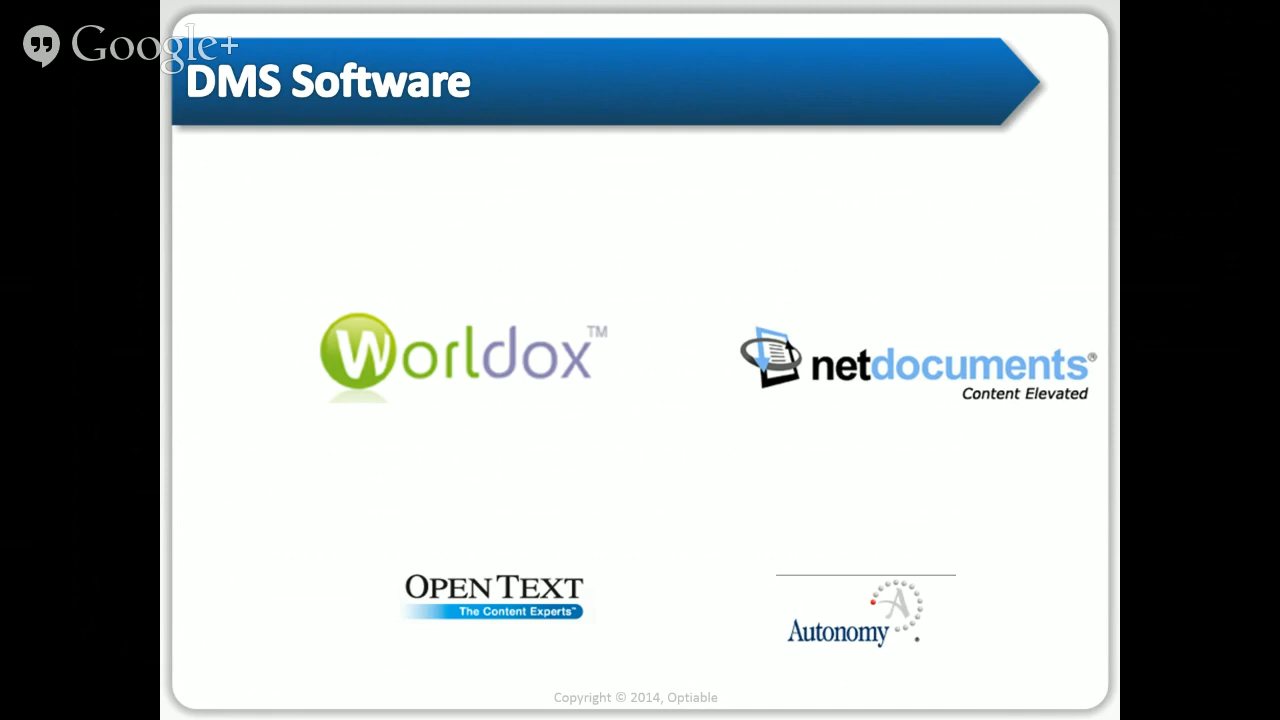 Google+
DMS Software
Worldox™
netdocuments®
Content Elevated
OPEN TEXT
The Content Experts™
A
Autonomy
Copyright © 2014, Optiable